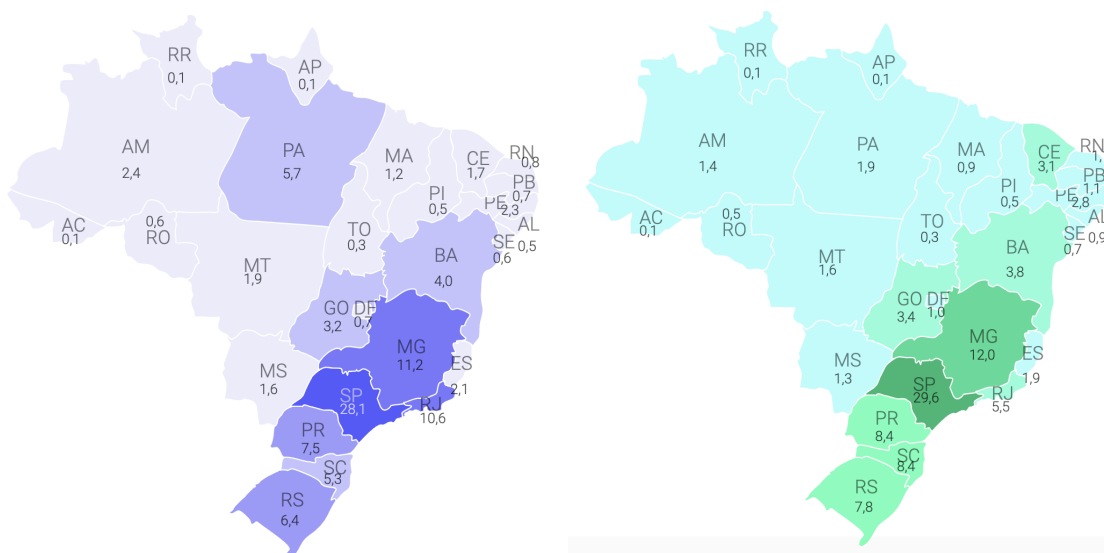 RR
0,1
AP
0,1
AM
2,4
PA
5,7
MA
1,2
CE
1,7
RN
0,8
PI
0,5
PB
0,7
PE
2,3
AL
0,5
SE
0,6
AC
0,1
0,6
RO
TO
0,3
MT
1,9
BA
4,0
GO
3,2
DF
0,7
MG
11,2
ES
2,1
MS
1,6
SP
28,1
RJ
10,6
PR
7,5
SC
5,3
RS
6,4
RR
0,1
AP
0,1
AM
1,4
PA
1,9
MA
0,9
CE
3,1
RN
1,
PI
0,5
PB
1,1
PE
2,8
AL
0,9
SE
0,7
AC
0,1
0,5
RO
TO
0,3
MT
1,6
BA
3,8
GO
3,4
DF
1,0
MG
12,0
ES
1,9
MS
1,3
SP
29,6
RJ
5,5
PR
8,4
SC
8,4
RS
7,8